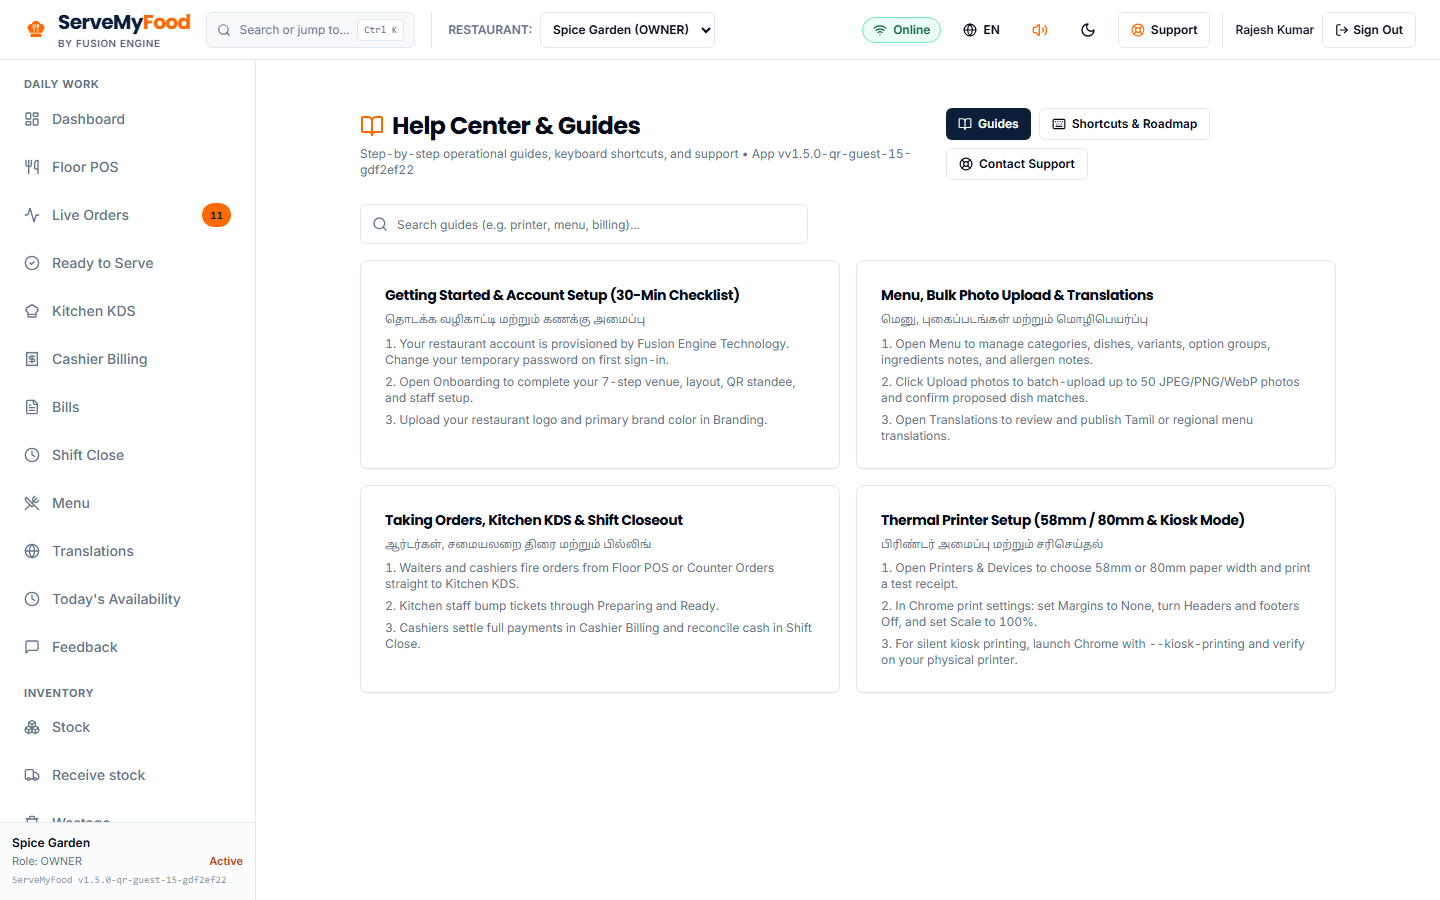 ServeMyFood
BY FUSION ENGINE
Search or jump to... Ctrl K
RESTAURANT: Spice Garden (OWNER)
Online
EN
Support
Rajesh Kumar
Sign Out
DAILY WORK
Dashboard
Floor POS
Live Orders 11
Ready to Serve
Kitchen KDS
Cashier Billing
Bills
Shift Close
Menu
Translations
Today's Availability
Feedback
INVENTORY
Stock
Receive stock
Wastage
Spice Garden
Role: OWNER Active
ServeMyFood v1.5.0-qr-guest-15-gdf2ef22
Help Center & Guides
Step-by-step operational guides, keyboard shortcuts, and support • App vv1.5.0-qr-guest-15-
gdf2ef22
Guides
Shortcuts & Roadmap
Contact Support
Search guides (e.g. printer, menu, billing)...
Getting Started & Account Setup (30-Min Checklist)
தொடக்க வழிகாட்டி மற்றும் கணக்கு அமைப்பு
1. Your restaurant account is provisioned by Fusion Engine Technology.
Change your temporary password on first sign-in.
2. Open Onboarding to complete your 7-step venue, layout, QR standee,
and staff setup.
3. Upload your restaurant logo and primary brand color in Branding.
Menu, Bulk Photo Upload & Translations
மெனு, புகைப்படங்கள் மற்றும் மொழிபெயர்ப்பு
1. Open Menu to manage categories, dishes, variants, option groups,
ingredients notes, and allergen notes.
2. Click Upload photos to batch-upload up to 50 JPEG/PNG/WebP photos
and confirm proposed dish matches.
3. Open Translations to review and publish Tamil or regional menu
translations.
Taking Orders, Kitchen KDS & Shift Closeout
ஆர்டர்கள், சமையலறை திரை மற்றும் பில்லிங்
1. Waiters and cashiers fire orders from Floor POS or Counter Orders
straight to Kitchen KDS.
2. Kitchen staff bump tickets through Preparing and Ready.
3. Cashiers settle full payments in Cashier Billing and reconcile cash in Shift
Close.
Thermal Printer Setup (58mm / 80mm & Kiosk Mode)
பிரிண்டர் அமைப்பு மற்றும் சரிசெய்தல்
1. Open Printers & Devices to choose 58mm or 80mm paper width and print
a test receipt.
2. In Chrome print settings: set Margins to None, turn Headers and footers
Off, and set Scale to 100%.
3. For silent kiosk printing, launch Chrome with --kiosk-printing and verify
on your physical printer.